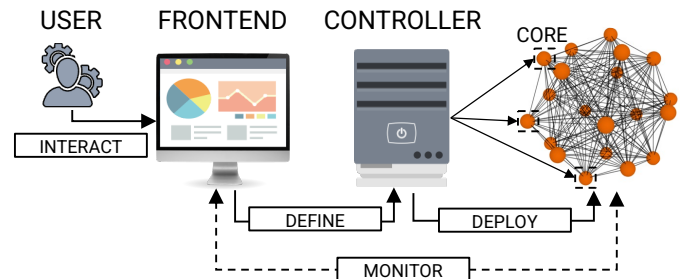 USER
FRONTEND
CONTROLLER
CORE
INTERACT
DEFINE
DEPLOY
MONITOR